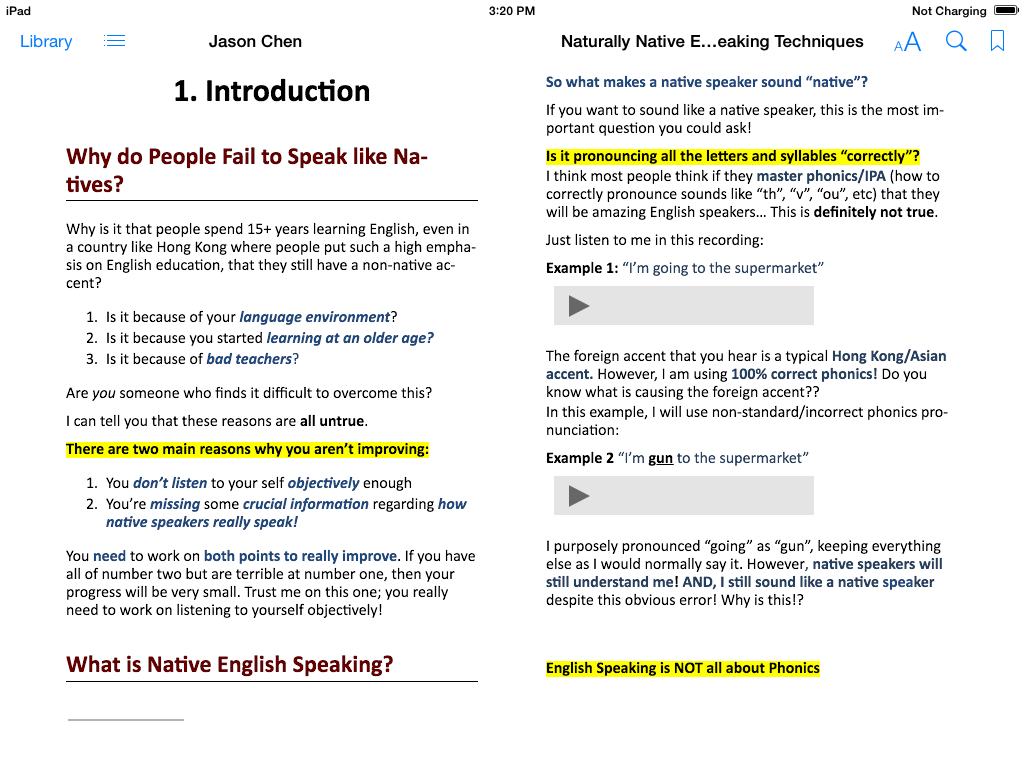 iPad
3:20 PM
Not Charging
Library
Jason Chen
Naturally Native E...eaking Techniques
AA
1. Introduction
Why do People Fail to Speak like Na-
tives?
Why is it that people spend 15+ years learning English, even in
a country like Hong Kong where people put such a high empha-
sis on English education, that they still have a non-native ac-
cent?
1. Is it because of your language environment?
2. Is it because you started learning at an older age?
3. Is it because of bad teachers?
Are you someone who finds it difficult to overcome this?
I can tell you that these reasons are all untrue.
There are two main reasons why you aren't improving:
1. You don't listen to your self objectively enough
2. You're missing some crucial information regarding how
native speakers really speak!
You need to work on both points to really improve. If you have
all of number two but are terrible at number one, then your
progress will be very small. Trust me on this one; you really
need to work on listening to yourself objectively!
What is Native English Speaking?
So what makes a native speaker sound “native”?
If you want to sound like a native speaker, this is the most im-
portant question you could ask!
Is it pronouncing all the letters and syllables “correctly”?
I think most people think if they master phonics/IPA (how to
correctly pronounce sounds like “th”, “v”, “ou”, etc) that they
will be amazing English speakers... This is definitely not true.
Just listen to me in this recording:
Example 1: “I'm going to the supermarket”
The foreign accent that you hear is a typical Hong Kong/Asian
accent. However, I am using 100% correct phonics! Do you
know what is causing the foreign accent??
In this example, I will use non-standard/incorrect phonics pro-
nunciation:
Example 2 “I'm gun to the supermarket”
I purposely pronounced “going” as “gun”, keeping everything
else as I would normally say it. However, native speakers will
still understand me! AND, I still sound like a native speaker
despite this obvious error! Why is this!?
English Speaking is NOT all about Phonics